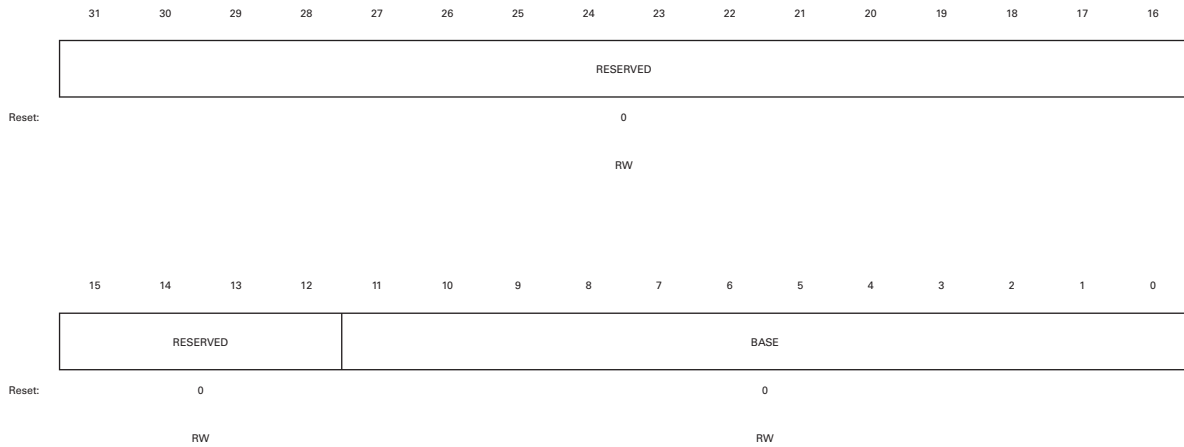 31 30 29 28 27 26 25 24 23 22 21 20 19 18 17 16
RESERVED
Reset: 0
RW
15 14 13 12 11 10 9 8 7 6 5 4 3 2 1 0
RESERVED BASE
Reset: 0 0
RW RW